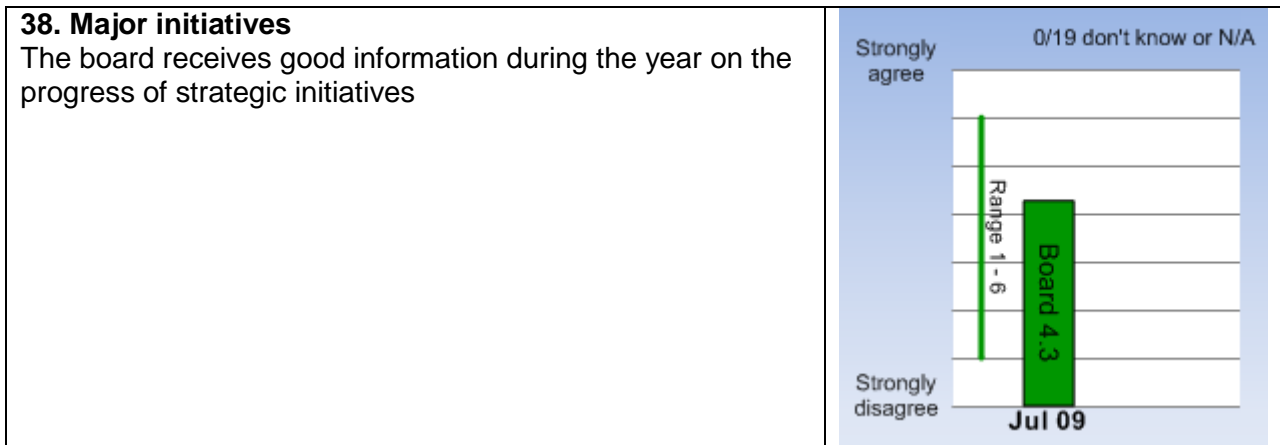 38. Major initiatives
The board receives good information during the year on the
progress of strategic initiatives
0/19 don't know or N/A
Strongly
agree
Range 1 - 6
Board 4.3
Strongly
disagree
Jul 09